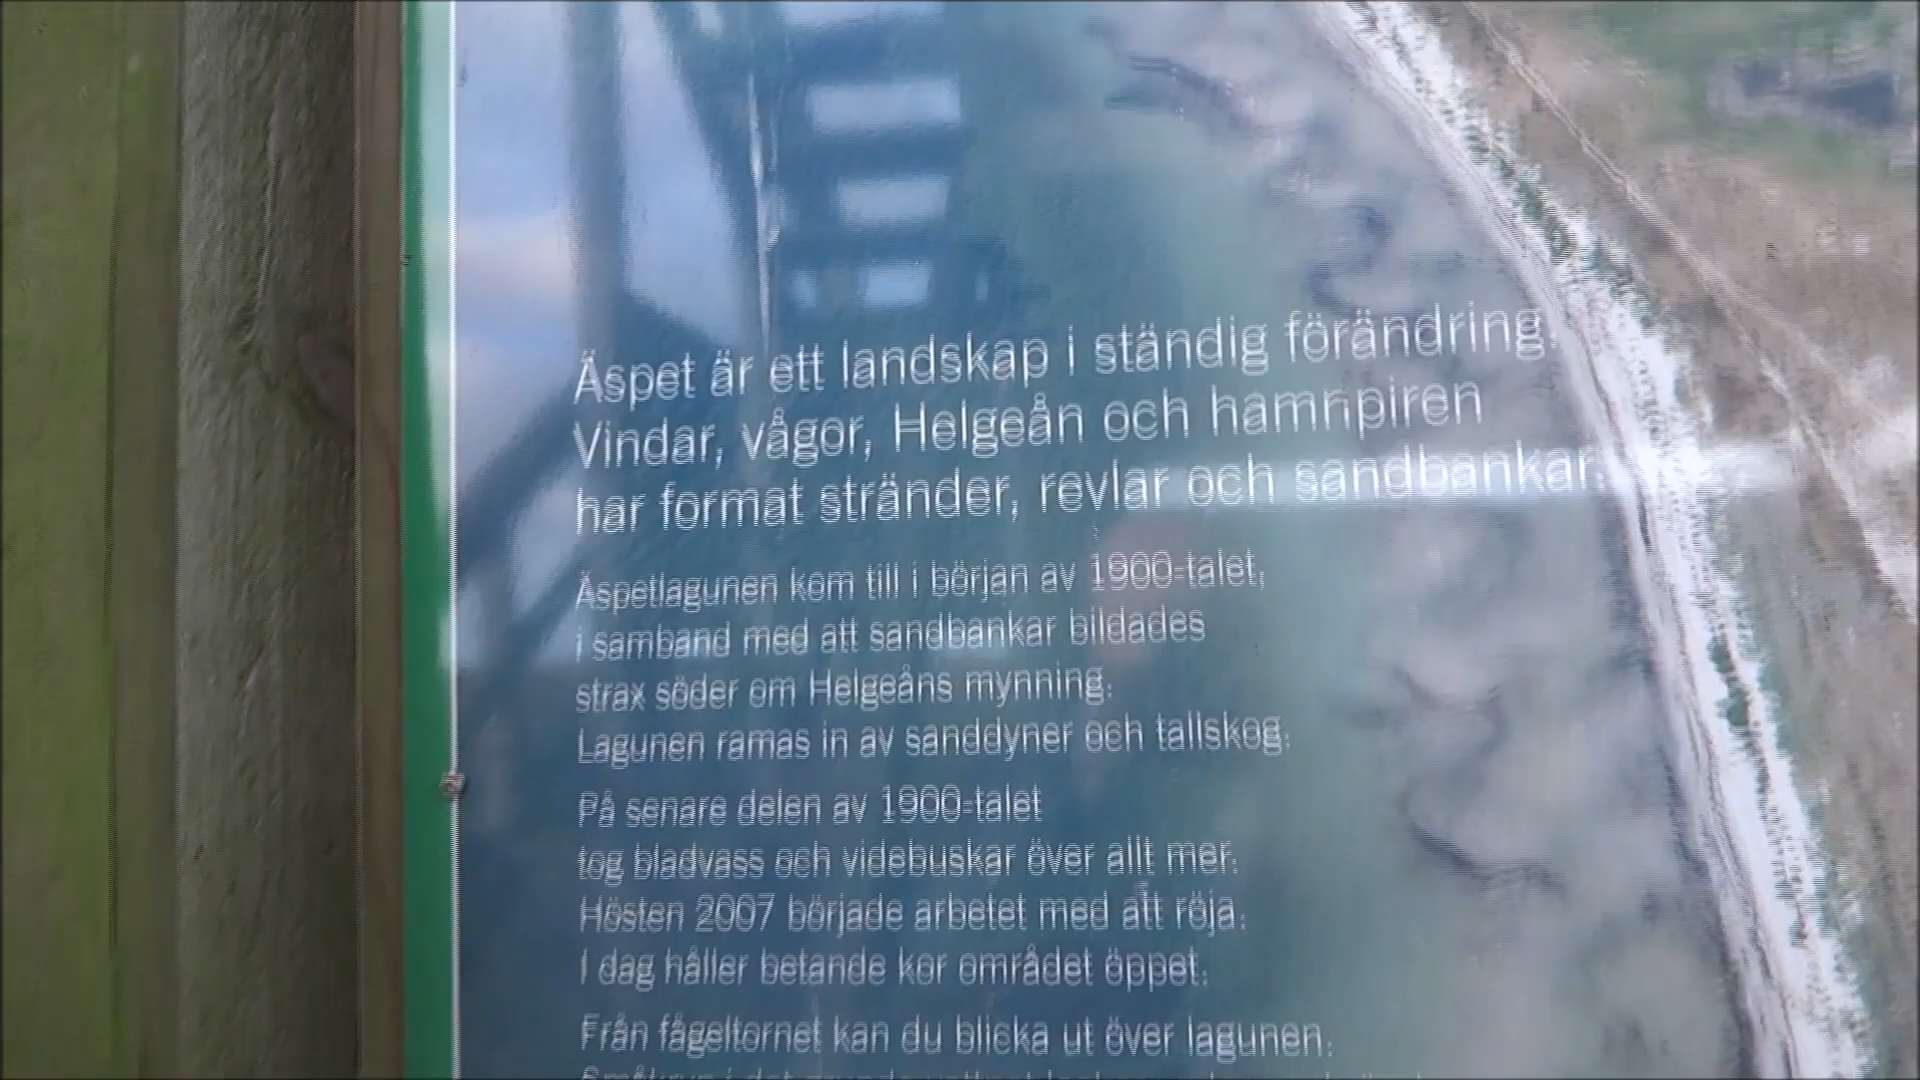 Äspet är ett landskap i ständig förändring.
Vindar, vågor, Helgeån och hamnpiren
har format stränder, revlar och sandbankar.
Äspetlagunen kom till i början av 1900-talet,
i samband med att sandbankar bildades
strax söder om Helgeåns mynning.
Lagunen ramas in av sanddyner och tallskog.
På senare delen av 1900-talet
tog bladvass och videbuskar över allt mer.
Hösten 2007 började arbetet med att röja.
I dag håller betande kor området öppet.
Från fågeltornet kan du blicka ut över lagunen.